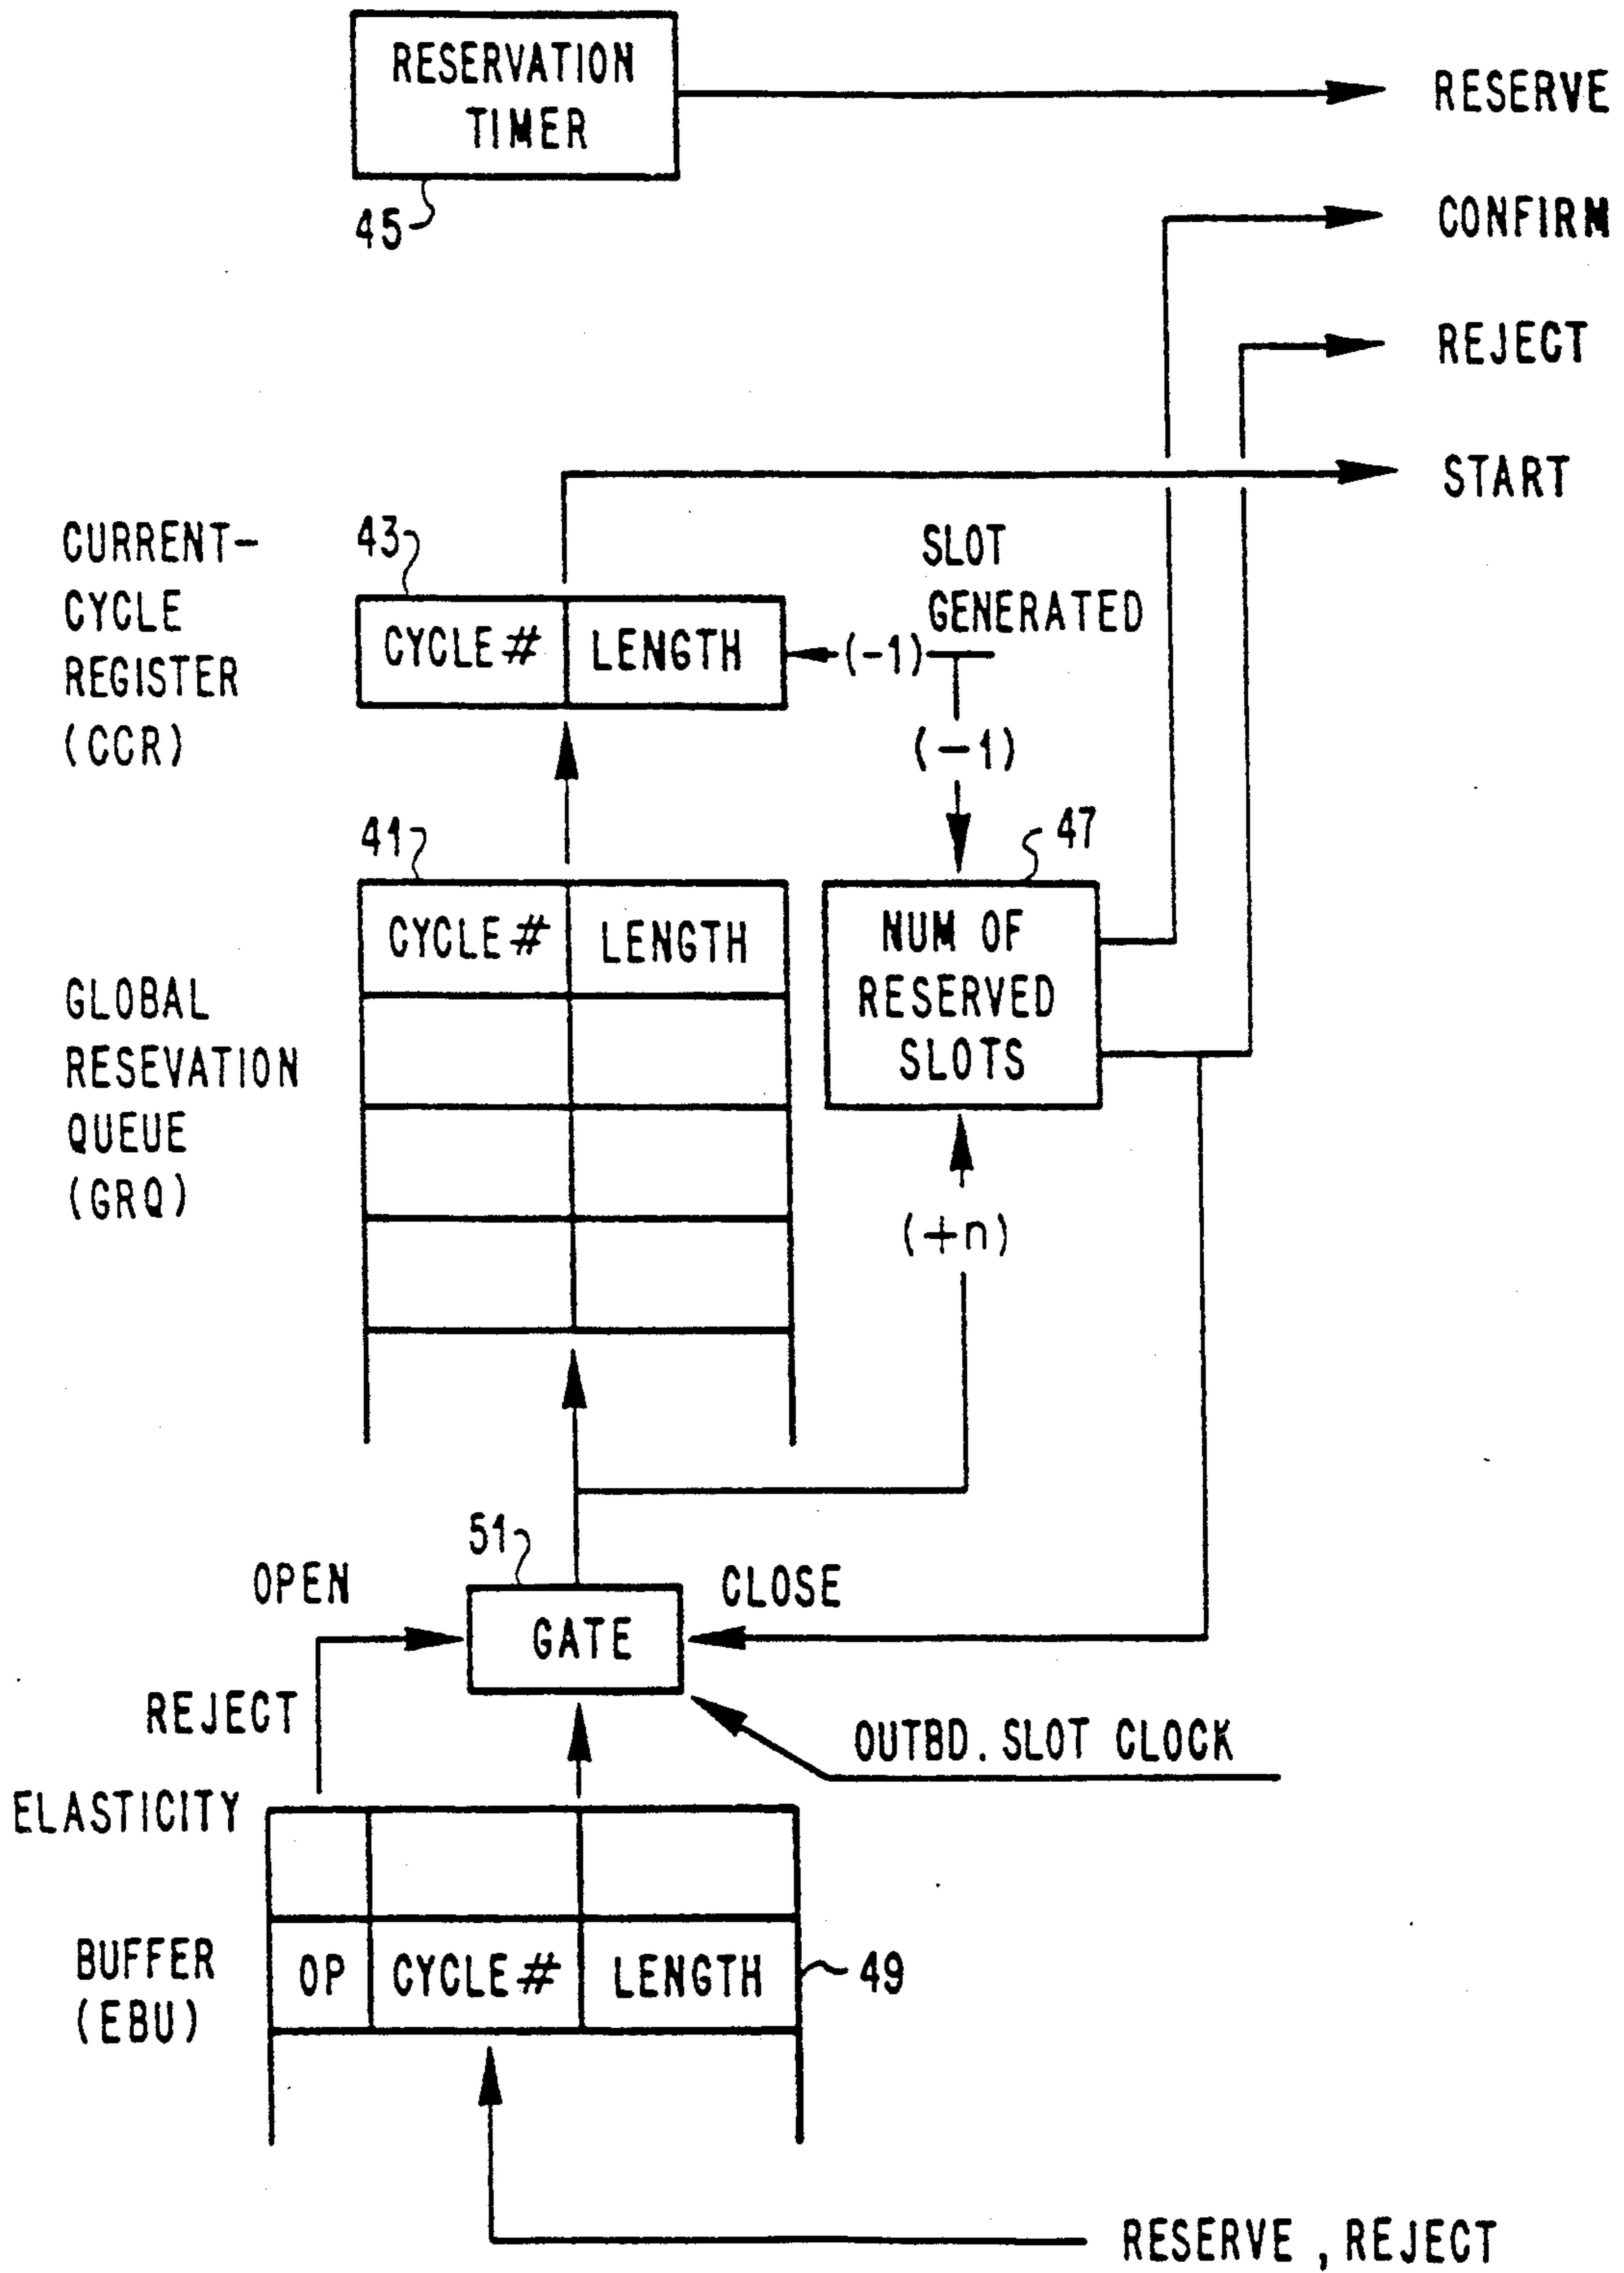 RESERVATION
TIMER
45
RESERVE
CONFIRM
REJECT
START
CURRENT-
CYCLE
REGISTER
(CCR)
43
CYCLE# LENGTH
SLOT
GENERATED
(-1)
(-1)
41
CYCLE# LENGTH
47
NUM OF
RESERVED
SLOTS
GLOBAL
RESEVATION
QUEUE
(GRQ)
(+n)
51
OPEN
GATE
CLOSE
REJECT
OUTBD. SLOT CLOCK
ELASTICITY
BUFFER
(EBU)
OP CYCLE# LENGTH
49
RESERVE , REJECT